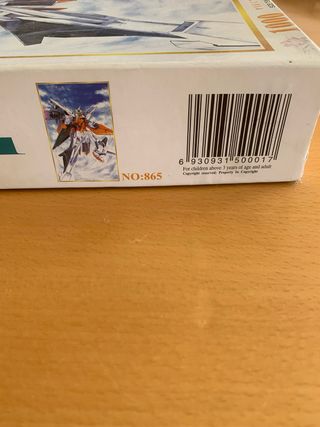 1000
NO:865
6 930931 500017
For children above 3 years of age and adult
Copyright reserved; Property in Copyright